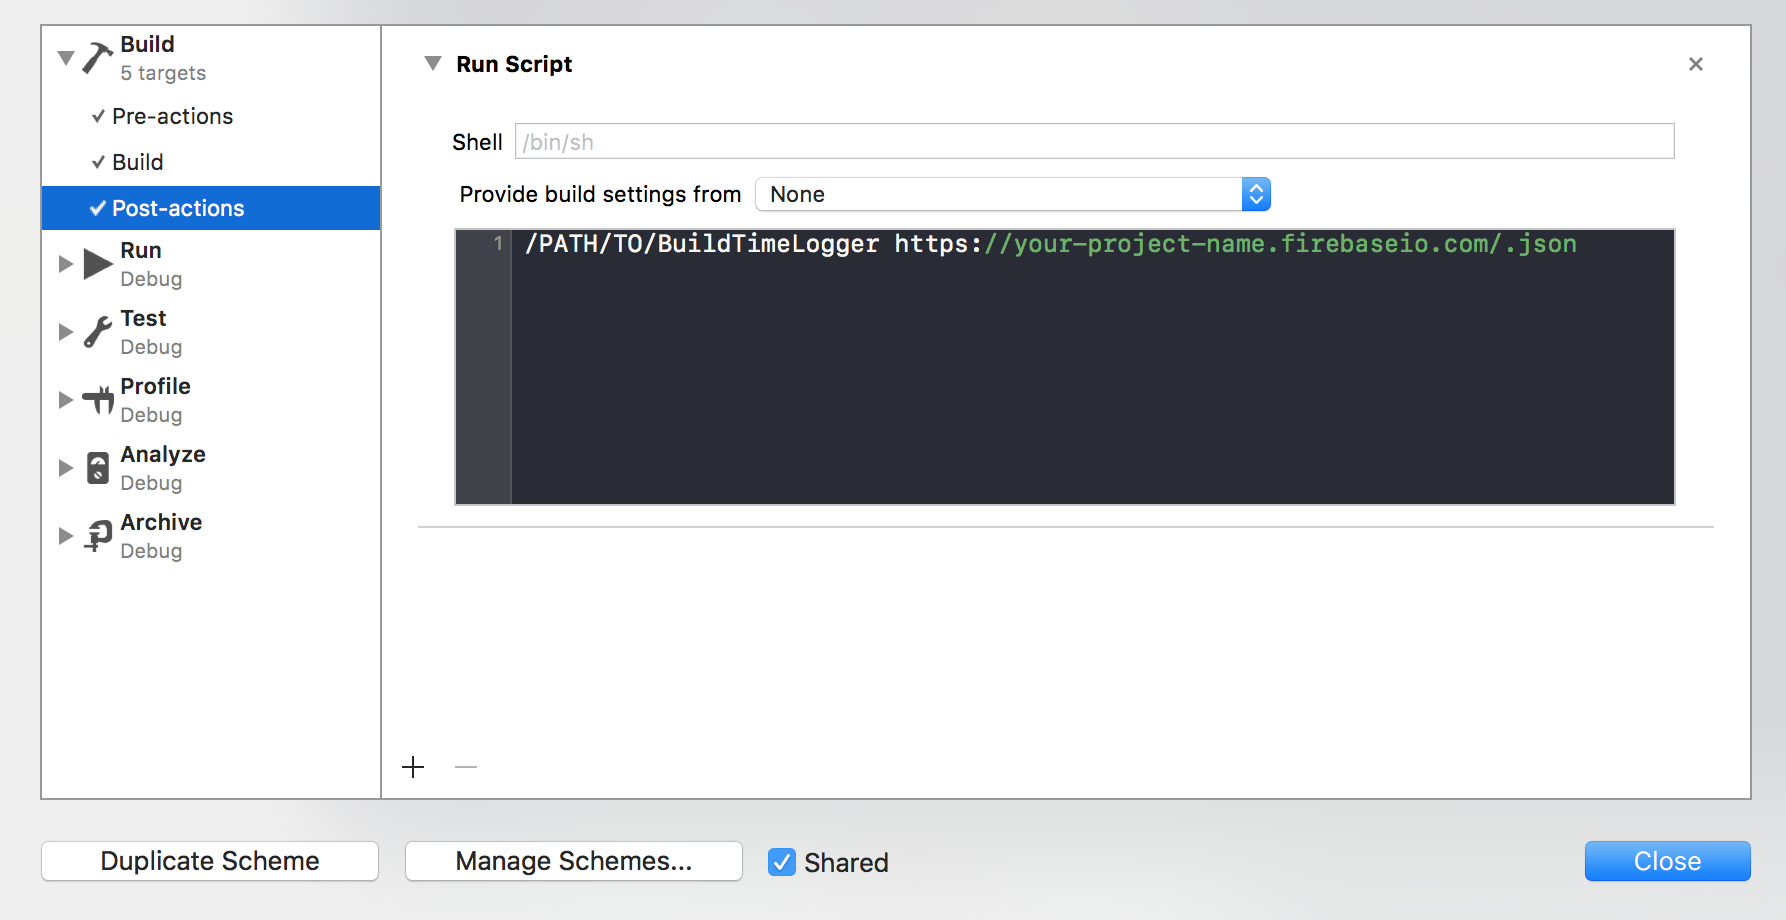 Build
5 targets
Pre-actions
Build
Post-actions
Run
Debug
Test
Debug
Profile
Debug
Analyze
Debug
Archive
Debug
Run Script
Shell /bin/sh
Provide build settings from None
1 /PATH/TO/BuildTimeLogger https://your-project-name.firebaseio.com/.json
Duplicate Scheme Manage Schemes... Shared Close